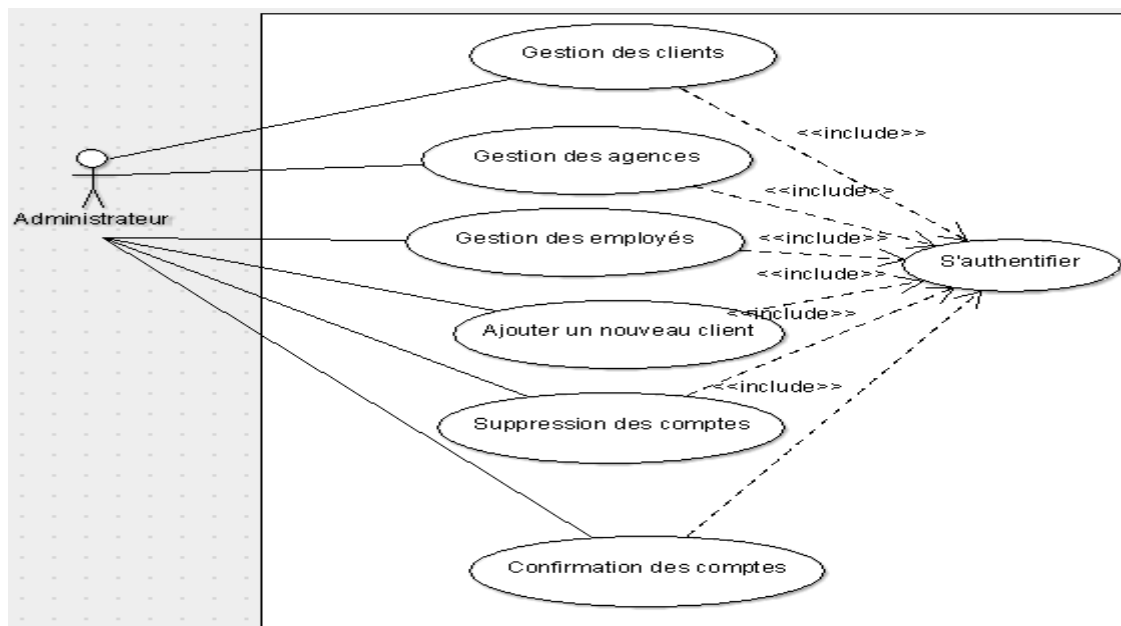 Gestion des clients
<<include>>
Gestion des agences
<<include>>
Administrateur
Gestion des employés
<<include>>
S'authentifier
<<include>>
Ajouter un nouveau client
<<include>>
<<include>>
Suppression des comptes
Confirmation des comptes